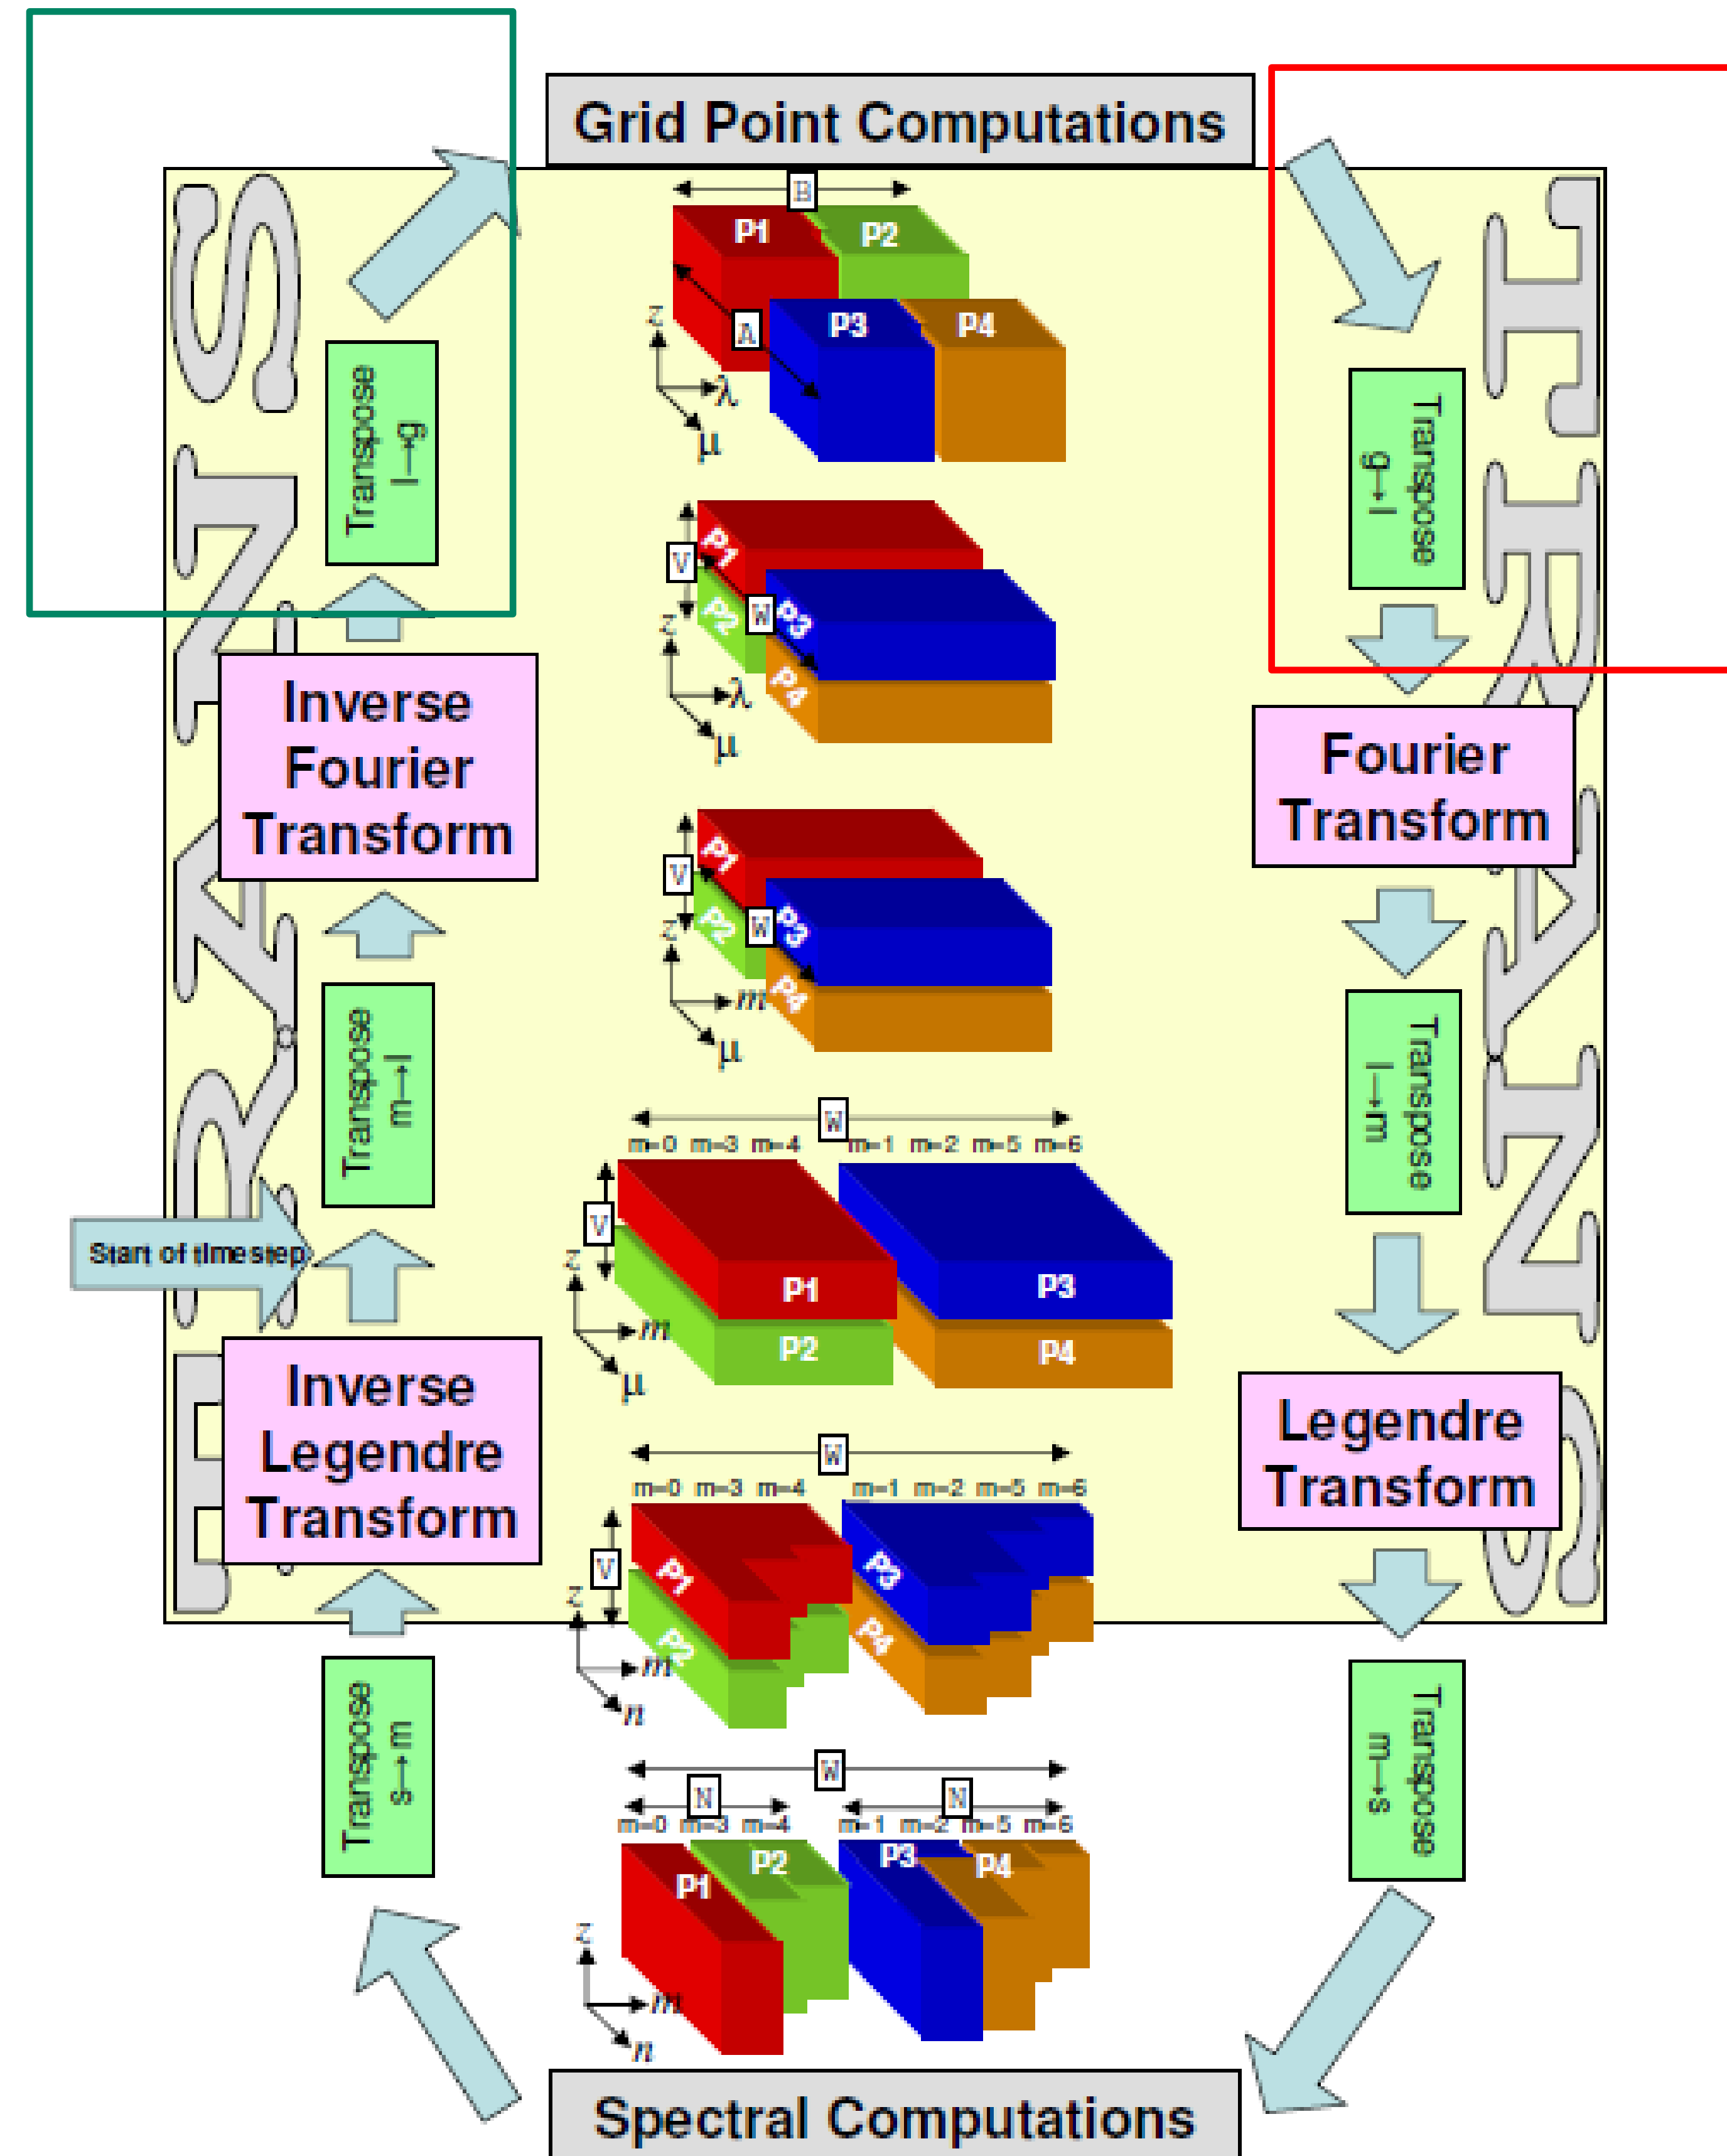 Grid Point Computations
B
P1
P2
A
P3
P4
z
λ
μ
TRANS
Transpose
l→g
Inverse
Fourier
Transform
Transpose
m→l
Start of timestep
Inverse
Legendre
Transform
Transpose
s→m
V
P1
W
P2
P3
P4
z
λ
μ
V
P1
W
P2
P3
P4
z
m
μ
W
m=0 m=3 m=4 m=1 m=2 m=5 m=6
V
z
m
μ
P1
P3
P2
P4
W
m=0 m=3 m=4 m=1 m=2 m=5 m=6
V
P1
P3
P2
P4
z
m
n
W
N
N
m=0 m=3 m=4 m=1 m=2 m=5 m=6
P1
P2
P3
P4
z
m
n
TRANS
Transpose
g→l
Fourier
Transform
Transpose
l→m
Legendre
Transform
Transpose
m→s
Spectral Computations